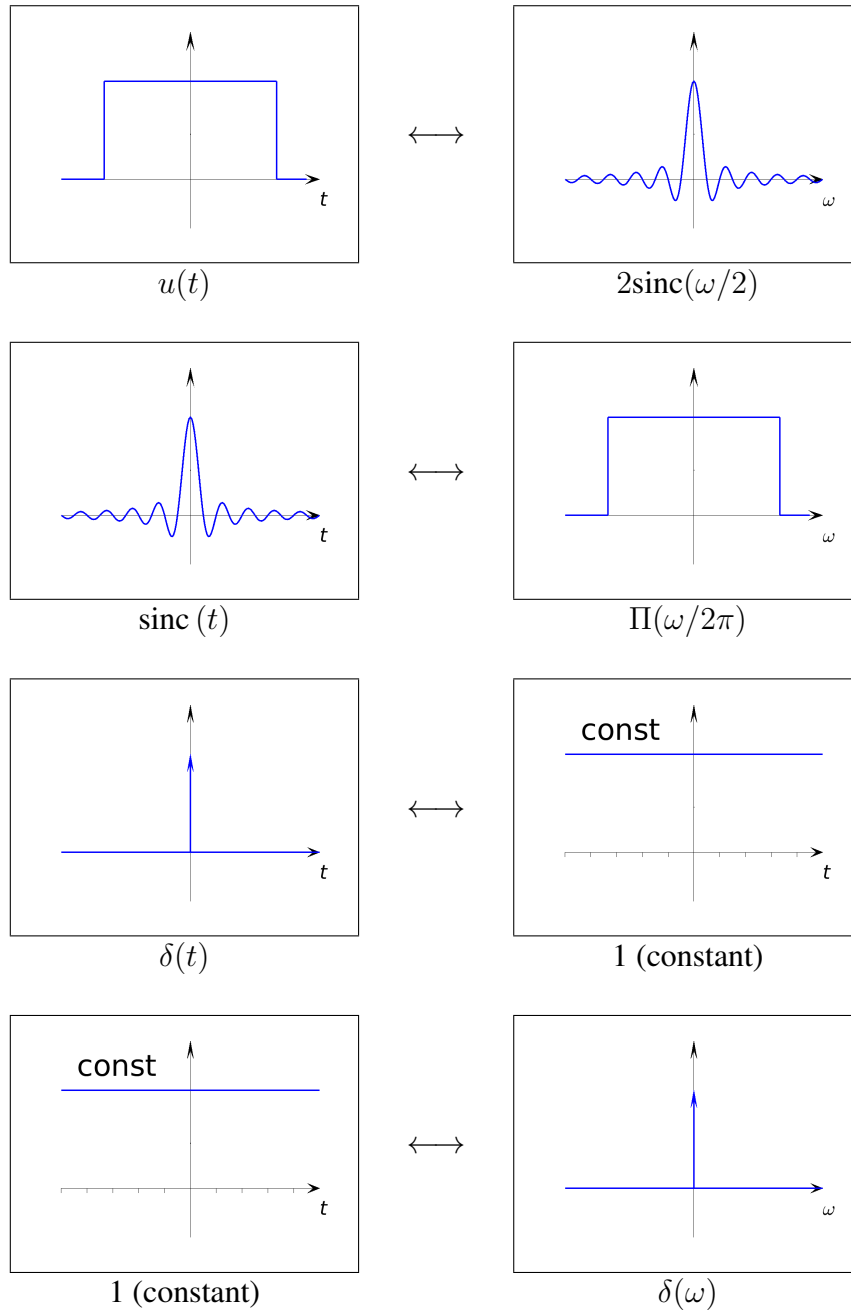 t
⟷
ω
u(t)
2sinc(ω/2)
t
⟷
ω
sinc (t)
Π(ω/2π)
const
t
⟷
t
δ(t)
1 (constant)
const
t
⟷
ω
1 (constant)
δ(ω)